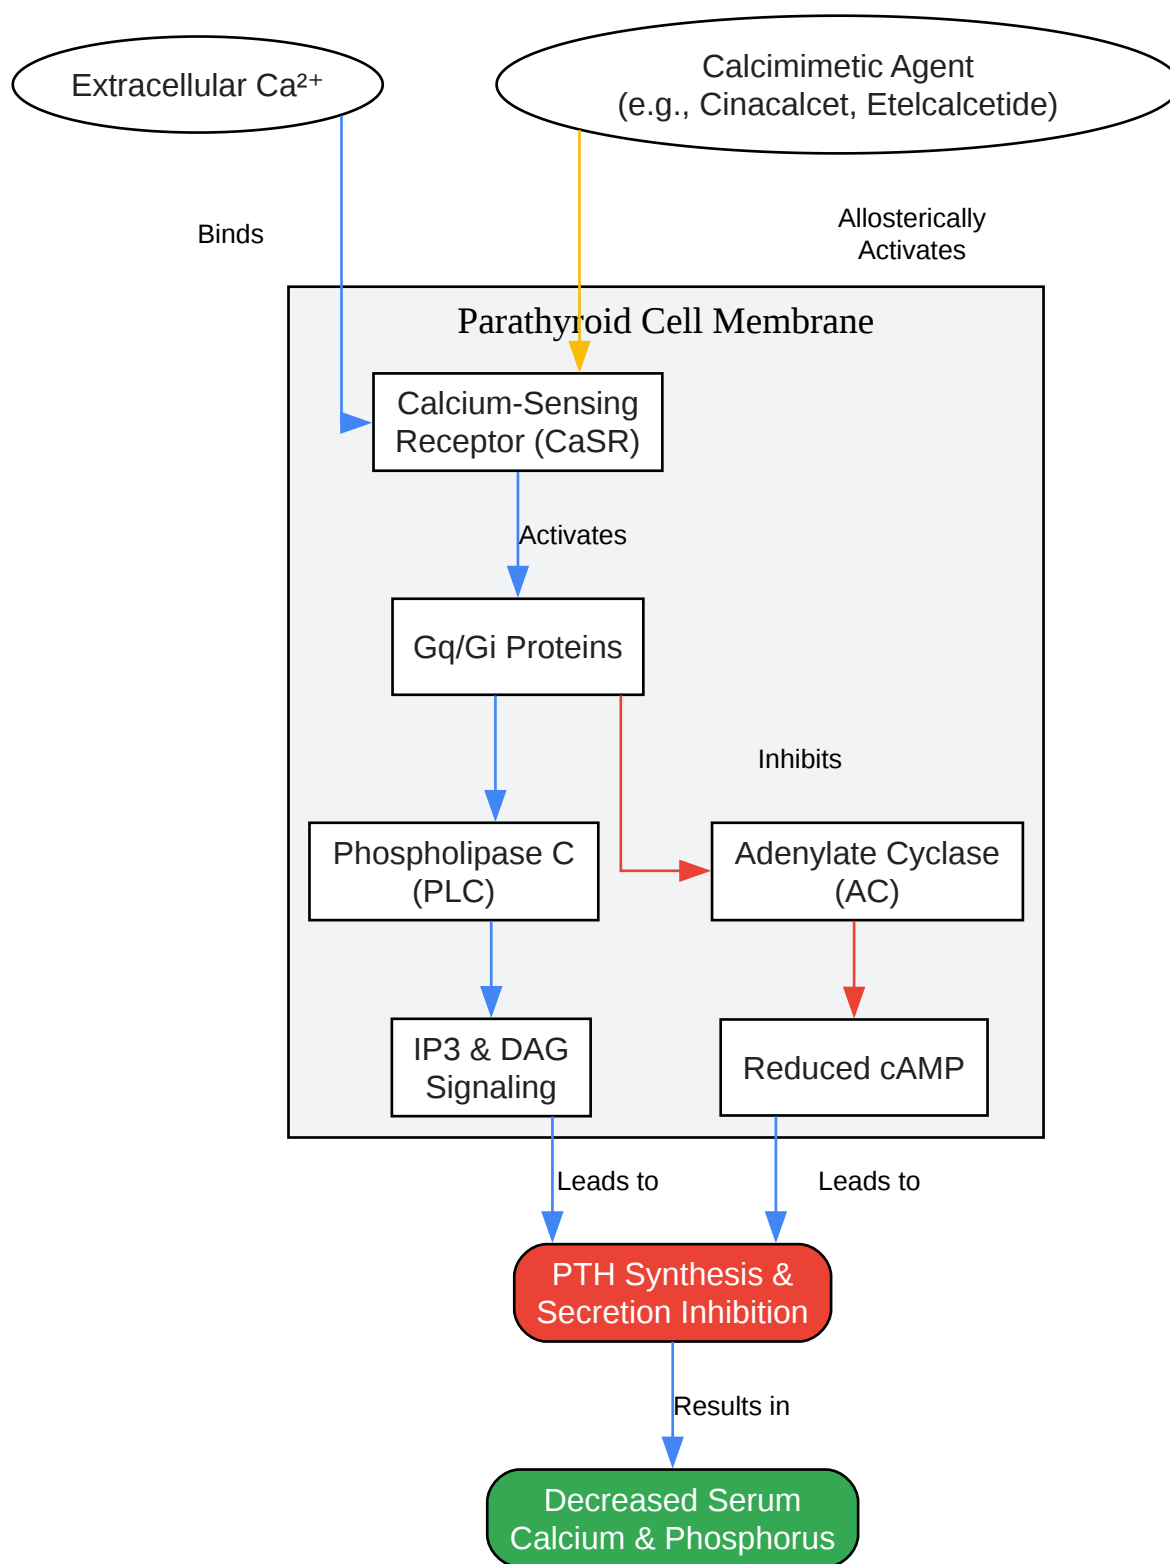 Extracellular Ca²⁺
Calcimimetic Agent
(e.g., Cinacalcet, Etelcalcetide)
Binds
Allosterically
Activates
Parathyroid Cell Membrane
Calcium-Sensing
Receptor (CaSR)
Activates
Gq/Gi Proteins
Inhibits
Phospholipase C
(PLC)
Adenylate Cyclase
(AC)
IP3 & DAG
Signaling
Reduced cAMP
Leads to
Leads to
PTH Synthesis &
Secretion Inhibition
Results in
Decreased Serum
Calcium & Phosphorus